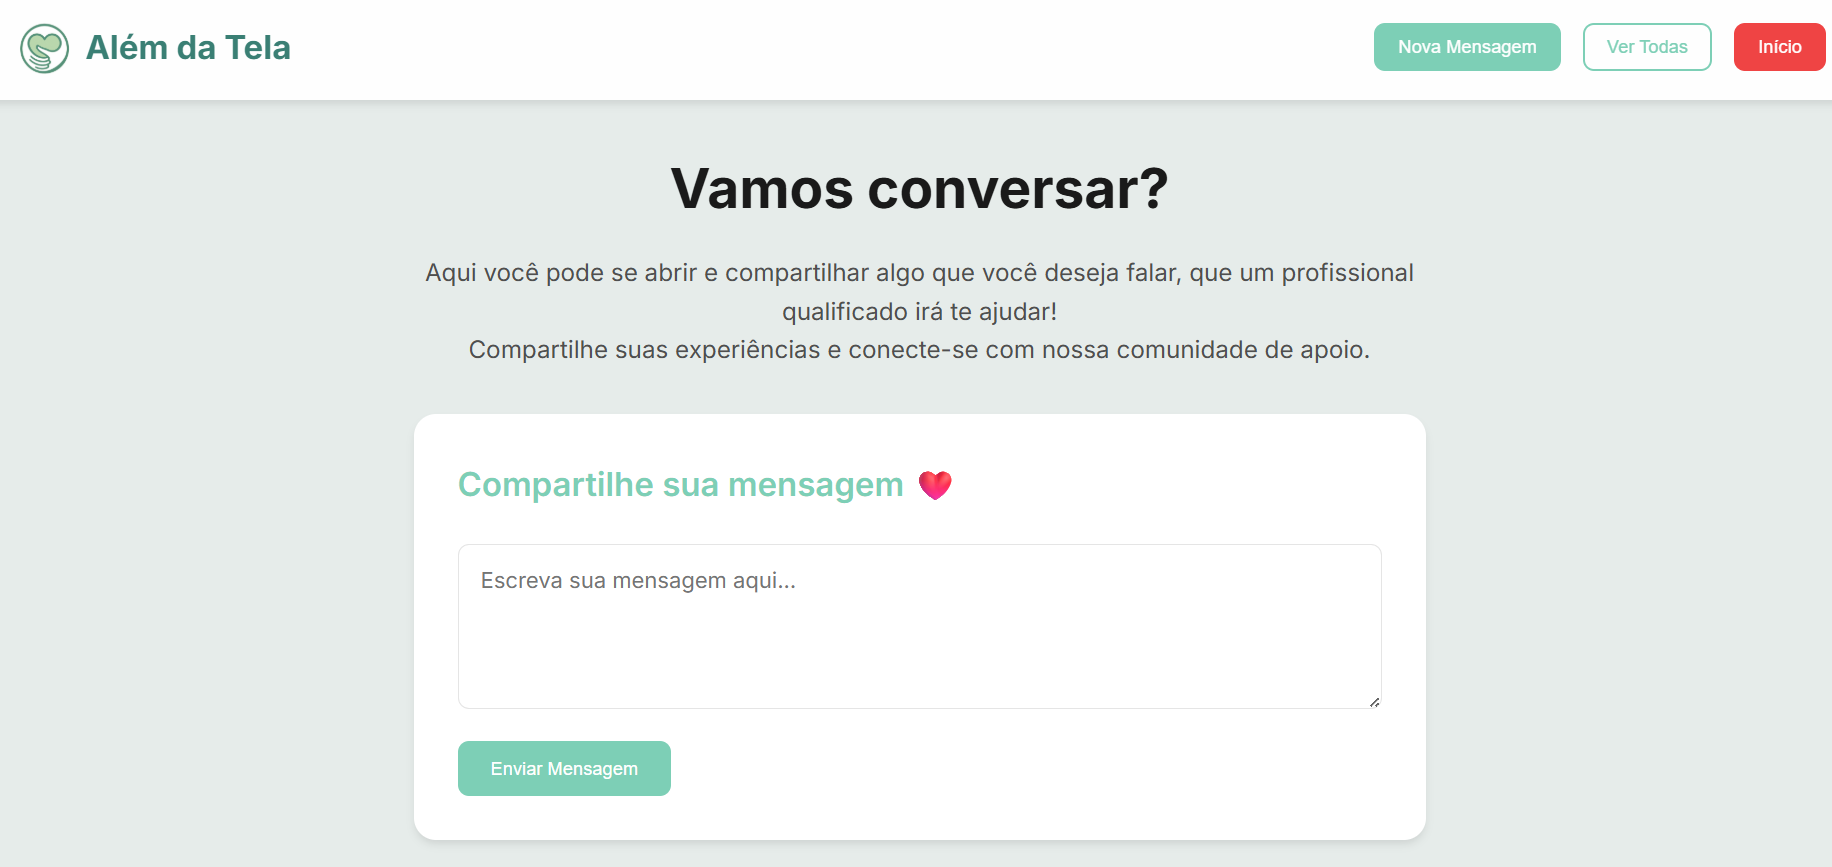 Além da Tela
Nova Mensagem
Ver Todas
Início
Vamos conversar?
Aqui você pode se abrir e compartilhar algo que você deseja falar, que um profissional
qualificado irá te ajudar!
Compartilhe suas experiências e conecte-se com nossa comunidade de apoio.
Compartilhe sua mensagem ❤️
Escreva sua mensagem aqui...
Enviar Mensagem